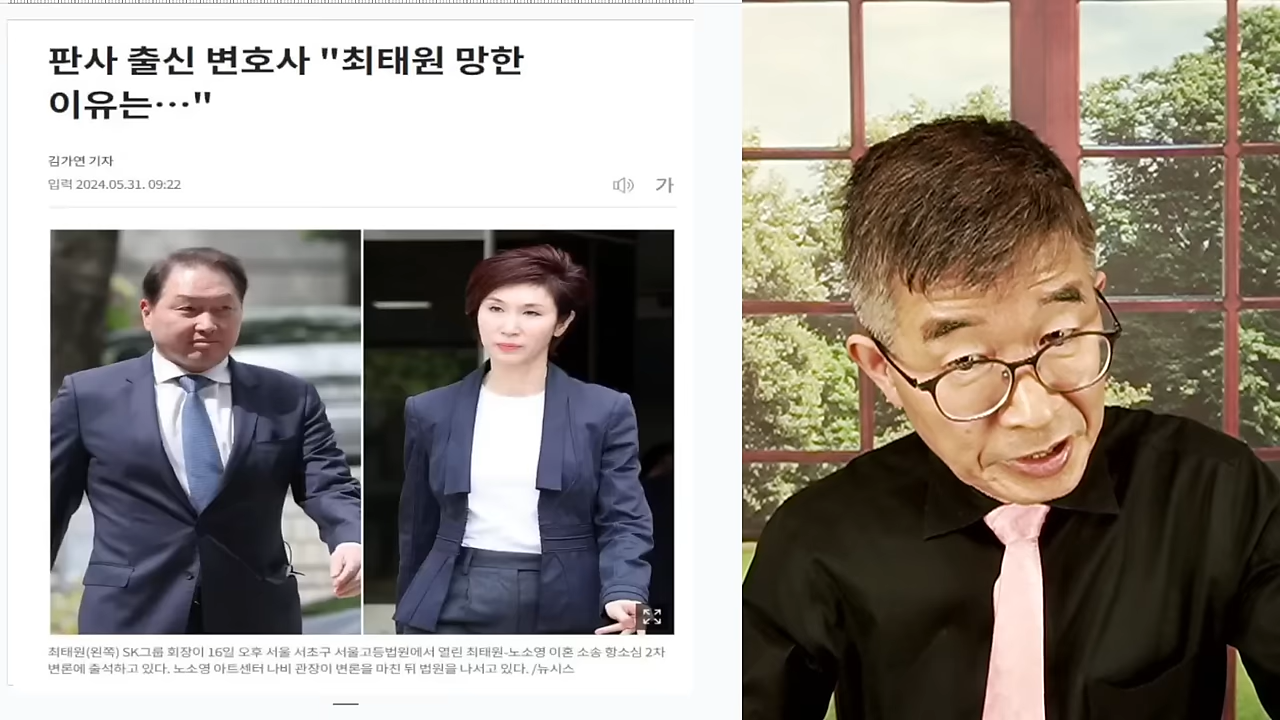 판사 출신 변호사 "최태원 망한
이유는…"
김가연 기자
입력 2024.05.31. 09:22
가
최태원(왼쪽) SK그룹 회장이 16일 오후 서울 서초구 서울고등법원에서 열린 최태원-노소영 이혼 소송 항소심 2차
변론에 출석하고 있다. 노소영 아트센터 나비 관장이 변론을 마친 뒤 법원을 나서고 있다. /뉴시스